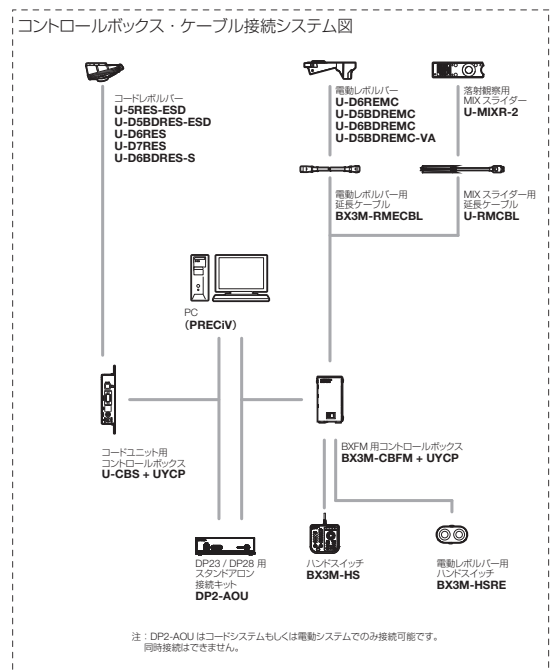 コントロールボックス・ケーブル接続システム図
コードレボルバー
U-5RES-ESD
U-D5BDRES-ESD
U-D6RES
U-D7RES
U-D6BDRES-S
電動レボルバー
U-D6REMC
U-D5BDREMC
U-D6BDREMC
U-D5BDREMC-VA
落射観察用
MIX スライダー
U-MIXR-2
電動レボルバー用
延長ケーブル
BX3M-RMECBL
MIX スライダー用
延長ケーブル
U-RMCBL
PC
（PRECiV）
コードユニット用
コントロールボックス
U-CBS + UYCP
BXFM 用コントロールボックス
BX3M-CBFM + UYCP
DP23 / DP28 用
スタンドアロン
接続キット
DP2-AOU
ハンドスイッチ
BX3M-HS
電動レボルバー用
ハンドスイッチ
BX3M-HSRE
注：DP2-AOU はコードシステムもしくは電動システムでのみ接続可能です。
同時接続はできません。